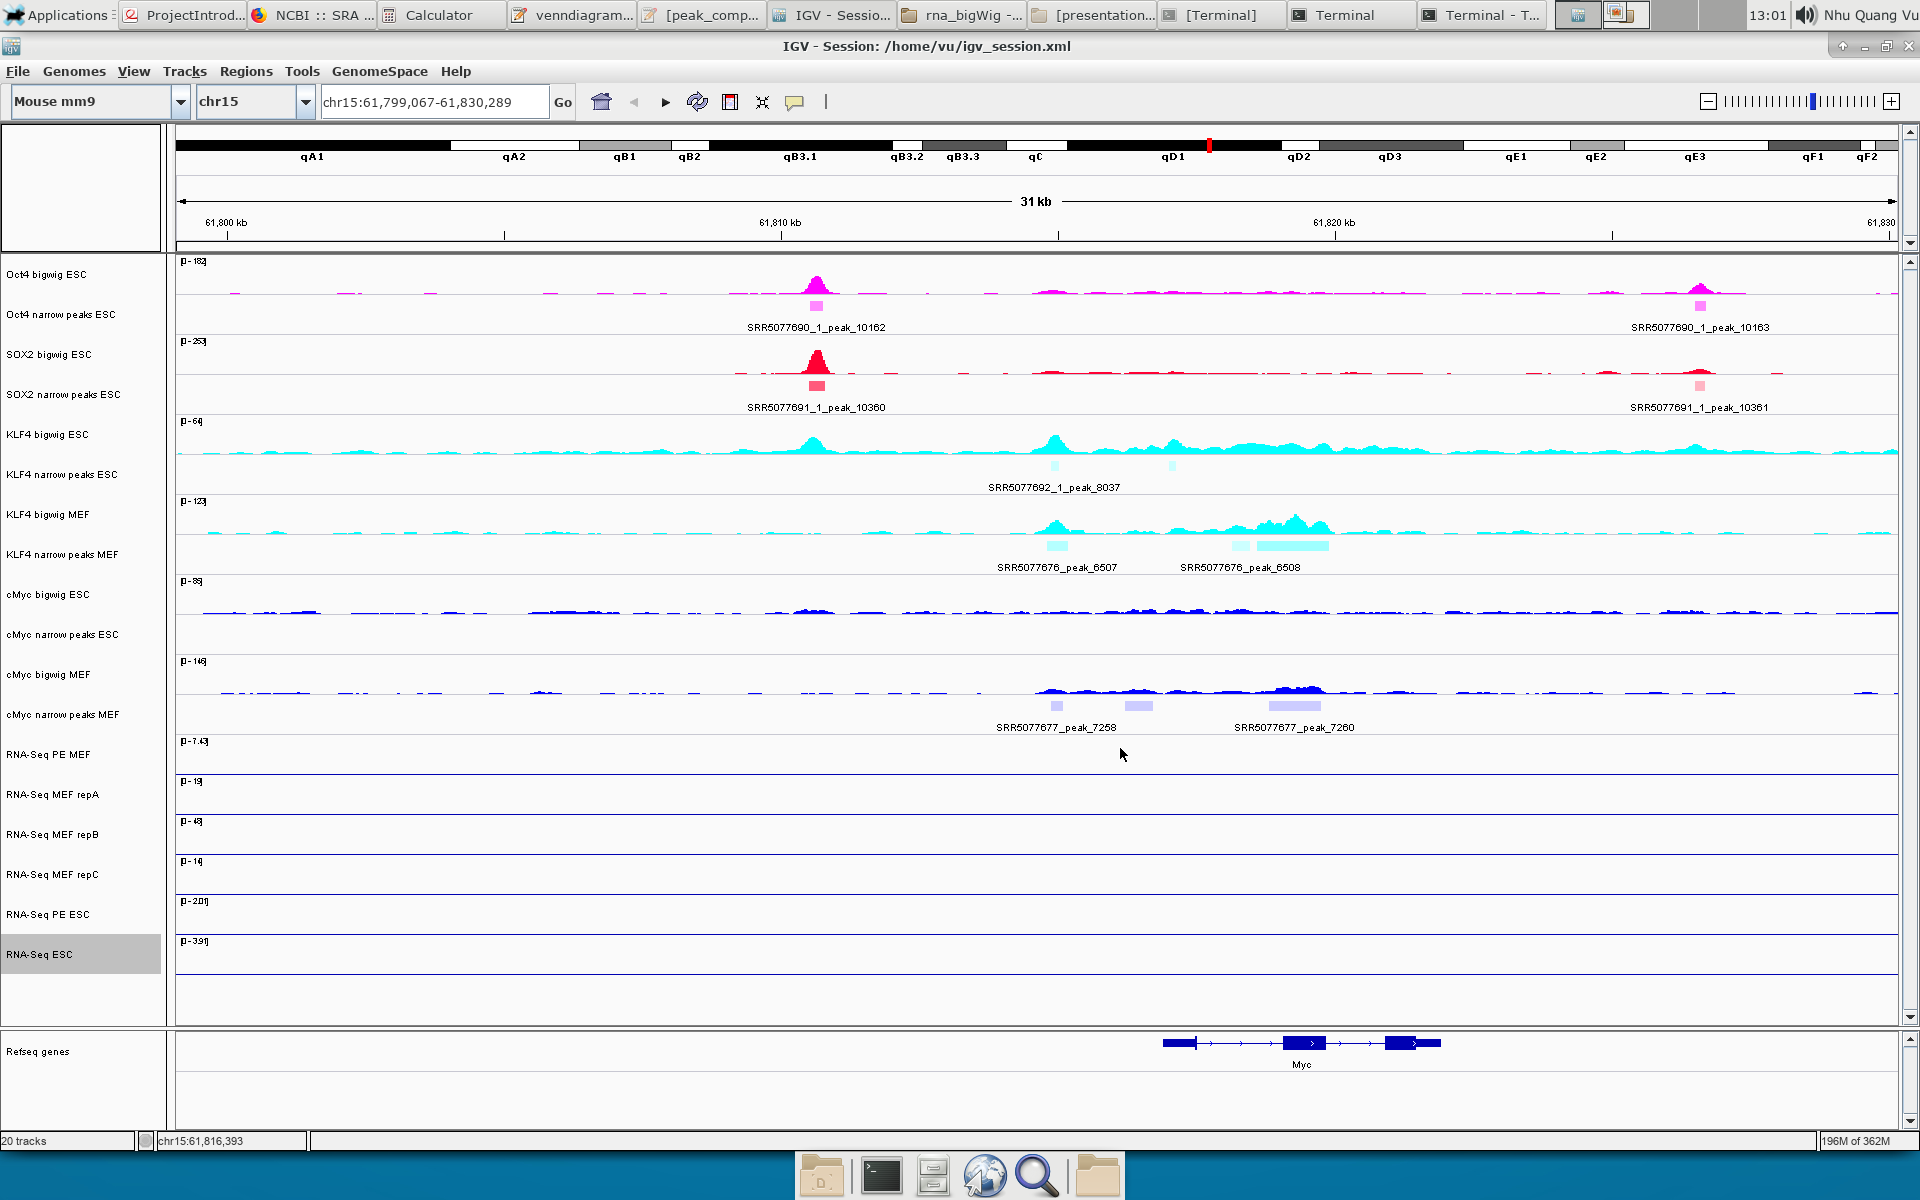 Applications ProjectIntrod... NCBI :: SRA ... Calculator venndiagram... [peak_comp... IGV - Sessio... rna_bigWig -... [presentation... [Terminal] Terminal Terminal - T... 13:01 Nhu Quang Vu
IGV - Session: /home/vu/igv_session.xml
File Genomes View Tracks Regions Tools GenomeSpace Help
Mouse mm9 chr15 chr15:61,799,067-61,830,289 Go
qA1 qA2 qB1 qB2 qB3.1 qB3.2 qB3.3 qC qD1 qD2 qD3 qE1 qE2 qE3 qF1 qF2
31 kb
61,800 kb 61,810 kb 61,820 kb 61,830
[0 - 182]
Oct4 bigwig ESC
Oct4 narrow peaks ESC
SRR5077690_1_peak_10162 SRR5077690_1_peak_10163
[0 - 253]
SOX2 bigwig ESC
SOX2 narrow peaks ESC
SRR5077691_1_peak_10360 SRR5077691_1_peak_10361
[0 - 64]
KLF4 bigwig ESC
KLF4 narrow peaks ESC
SRR5077692_1_peak_8037
[0 - 123]
KLF4 bigwig MEF
KLF4 narrow peaks MEF
SRR5077676_peak_6507 SRR5077676_peak_6508
[0 - 85]
cMyc bigwig ESC
cMyc narrow peaks ESC
[0 - 146]
cMyc bigwig MEF
cMyc narrow peaks MEF
SRR5077677_peak_7258 SRR5077677_peak_7260
[0 - 7.43]
RNA-Seq PE MEF
[0 - 19]
RNA-Seq MEF repA
[0 - 48]
RNA-Seq MEF repB
[0 - 14]
RNA-Seq MEF repC
[0 - 2.01]
RNA-Seq PE ESC
[0 - 3.91]
RNA-Seq ESC
Refseq genes
Myc
20 tracks chr15:61,816,393 196M of 362M